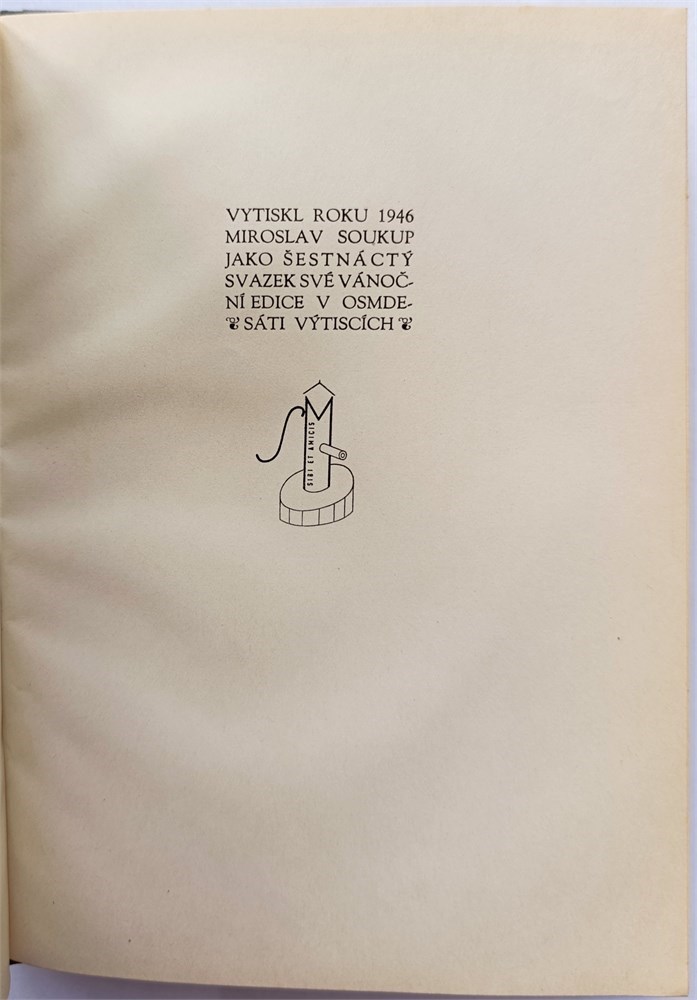 VYTISKL ROKU 1946
MIROSLAV SOUKUP
JAKO ŠESTNÁCTÝ
SVAZEK SVÉ VÁNOČ-
NÍ EDICE V OSMDE-
❦ SÁTI VÝTISCÍCH ❦
M
SIBI ET AMICIS